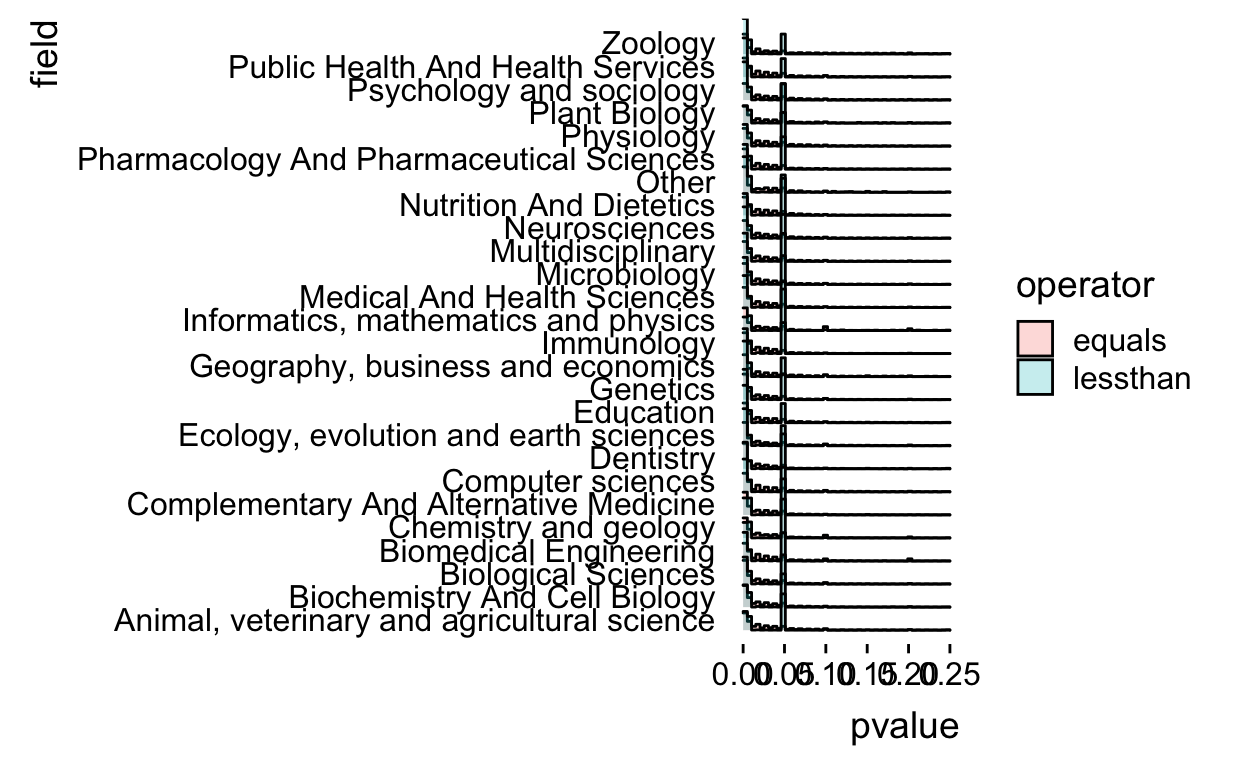 field
Zoology
Public Health And Health Services
Psychology and sociology
Plant Biology
Physiology
Pharmacology And Pharmaceutical Sciences
Other
Nutrition And Dietetics
Neurosciences
Multidisciplinary
Microbiology
Medical And Health Sciences
Informatics, mathematics and physics
Immunology
Geography, business and economics
Genetics
Education
Ecology, evolution and earth sciences
Dentistry
Computer sciences
Complementary And Alternative Medicine
Chemistry and geology
Biomedical Engineering
Biological Sciences
Biochemistry And Cell Biology
Animal, veterinary and agricultural science
0.00 0.05 0.10 0.15 0.20 0.25
pvalue
operator
equals
lessthan